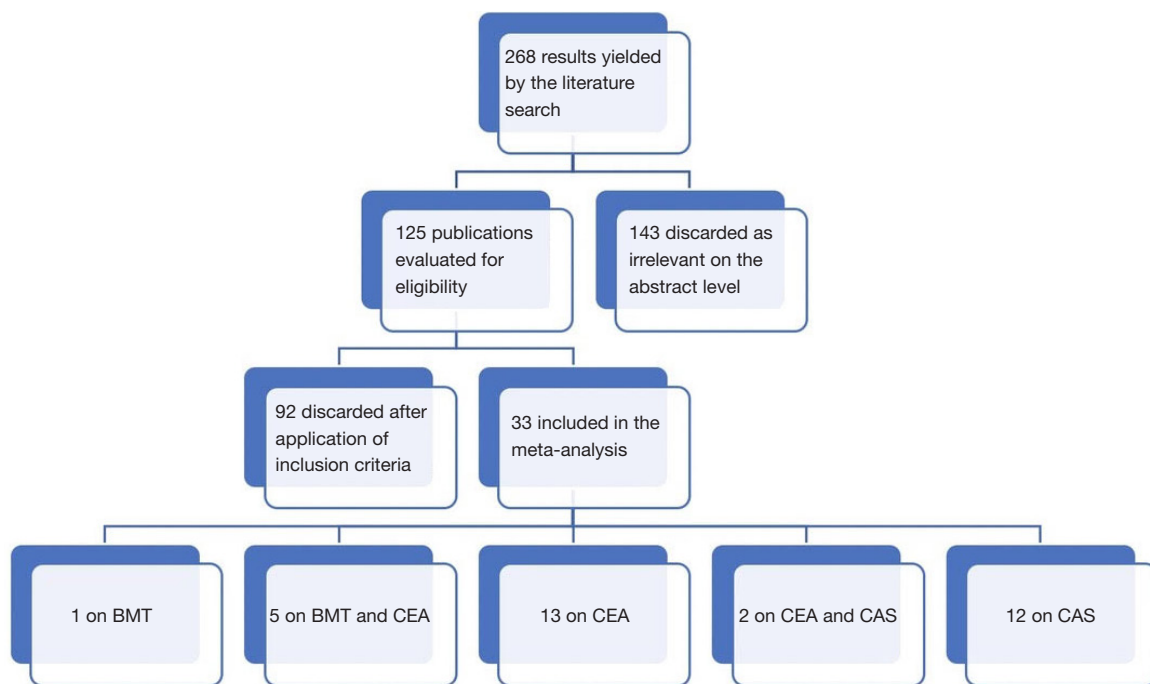 268 results yielded
by the literature
search
125 publications
evaluated for
eligibility
143 discarded as
irrelevant on the
abstract level
92 discarded after
application of
inclusion criteria
33 included in the
meta-analysis
1 on BMT
5 on BMT and CEA
13 on CEA
2 on CEA and CAS
12 on CAS